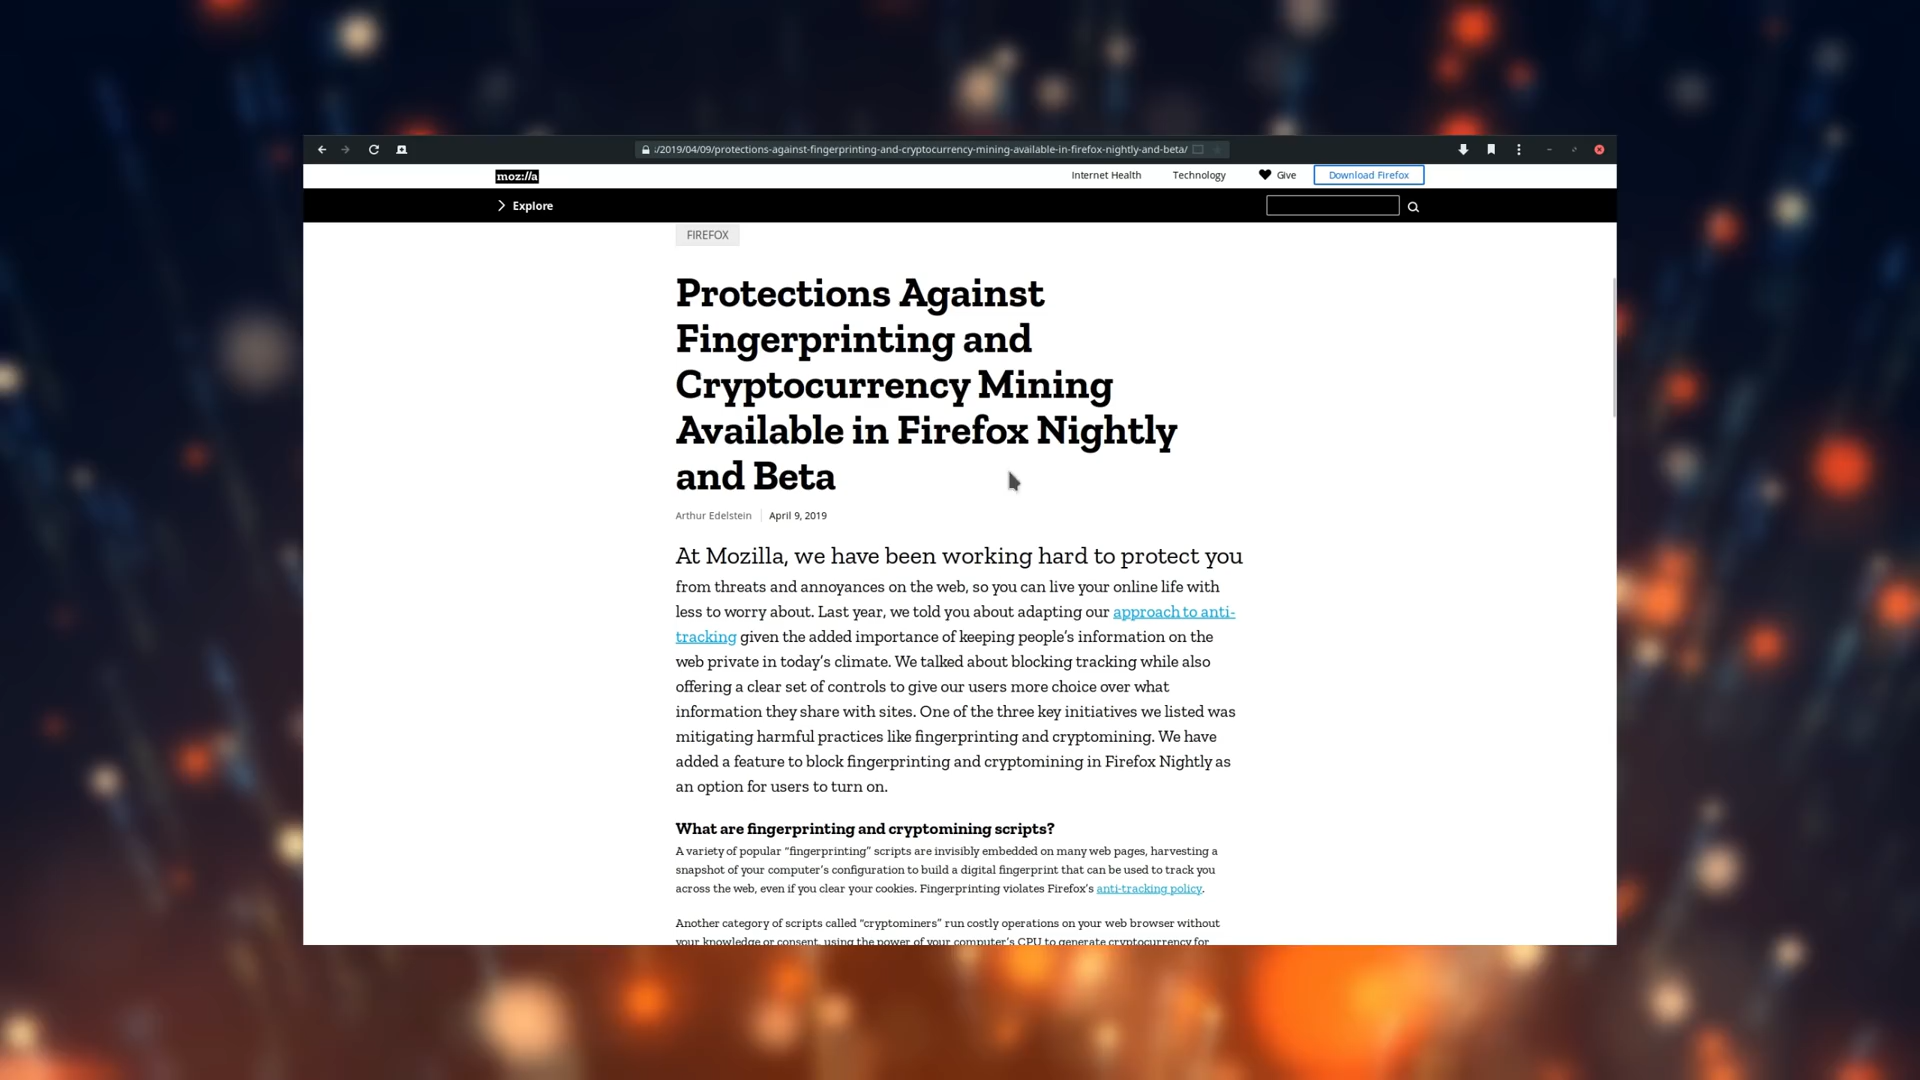 :/2019/04/09/protections-against-fingerprinting-and-cryptocurrency-mining-available-in-firefox-nightly-and-beta/
moz://a
Internet Health
Technology
Give
Download Firefox
Explore
FIREFOX
Protections Against
Fingerprinting and
Cryptocurrency Mining
Available in Firefox Nightly
and Beta
Arthur Edelstein
April 9, 2019
At Mozilla, we have been working hard to protect you
from threats and annoyances on the web, so you can live your online life with
less to worry about. Last year, we told you about adapting our approach to anti-
tracking given the added importance of keeping people’s information on the
web private in today’s climate. We talked about blocking tracking while also
offering a clear set of controls to give our users more choice over what
information they share with sites. One of the three key initiatives we listed was
mitigating harmful practices like fingerprinting and cryptomining. We have
added a feature to block fingerprinting and cryptomining in Firefox Nightly as
an option for users to turn on.
What are fingerprinting and cryptomining scripts?
A variety of popular “fingerprinting” scripts are invisibly embedded on many web pages, harvesting a
snapshot of your computer’s configuration to build a digital fingerprint that can be used to track you
across the web, even if you clear your cookies. Fingerprinting violates Firefox’s anti-tracking policy.
Another category of scripts called “cryptominers” run costly operations on your web browser without
your knowledge or consent, using the power of your computer’s CPU to generate cryptocurrency for